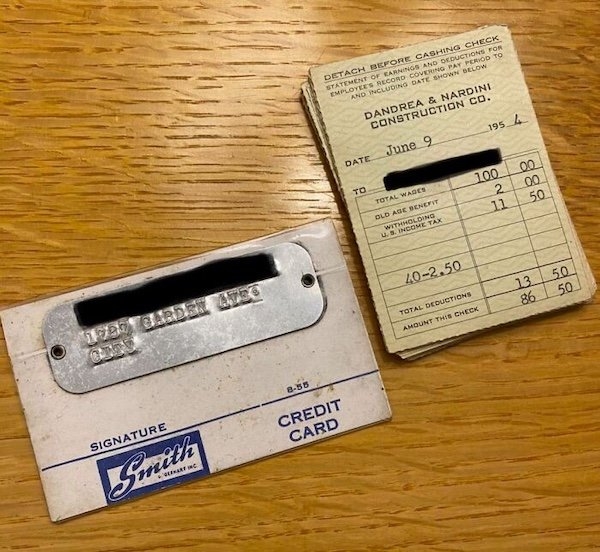 DETACH BEFORE CASHING CHECK
STATEMENT OF EARNINGS AND DEDUCTIONS FOR
EMPLOYEE'S RECORD COVERING PAY PERIOD TO
AND INCLUDING DATE SHOWN BELOW
DANDREA & NARDINI
CONSTRUCTION CO.
DATE June 9 195 4
TO
TOTAL WAGES 100 00
OLD AGE BENEFIT 2 00
WITHHOLDING U. S. INCOME TAX 11 50
40-2.50
TOTAL DEDUCTIONS 13 50
AMOUNT THIS CHECK 86 50
GARDEN AVE
CITY
8-55
SIGNATURE
CREDIT
CARD
Smith
& GERHART INC.